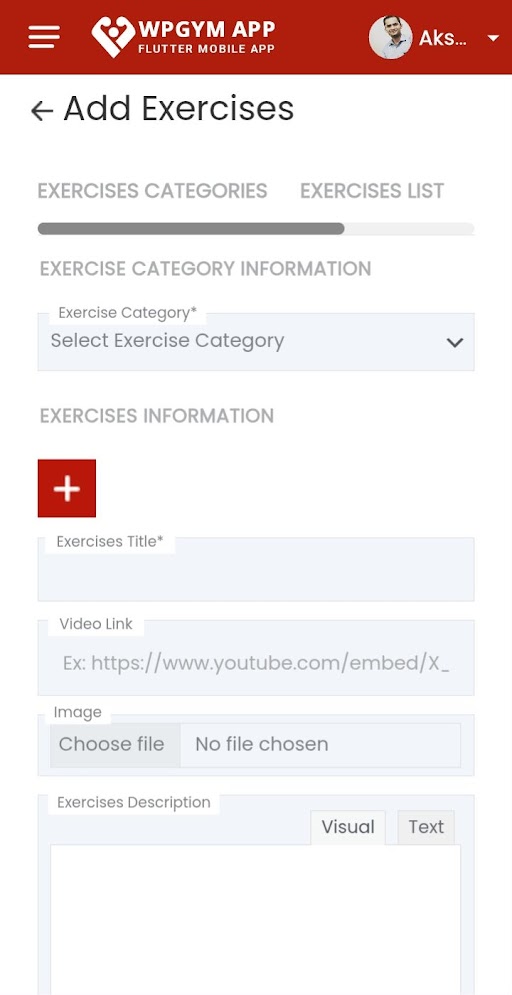 WPGYM APP
FLUTTER MOBILE APP
Aks...
Add Exercises
EXERCISES CATEGORIES EXERCISES LIST
EXERCISE CATEGORY INFORMATION
Exercise Category*
Select Exercise Category
EXERCISES INFORMATION
Exercises Title*
Video Link
Ex: https://www.youtube.com/embed/X_
Image
Choose file No file chosen
Exercises Description
Visual Text